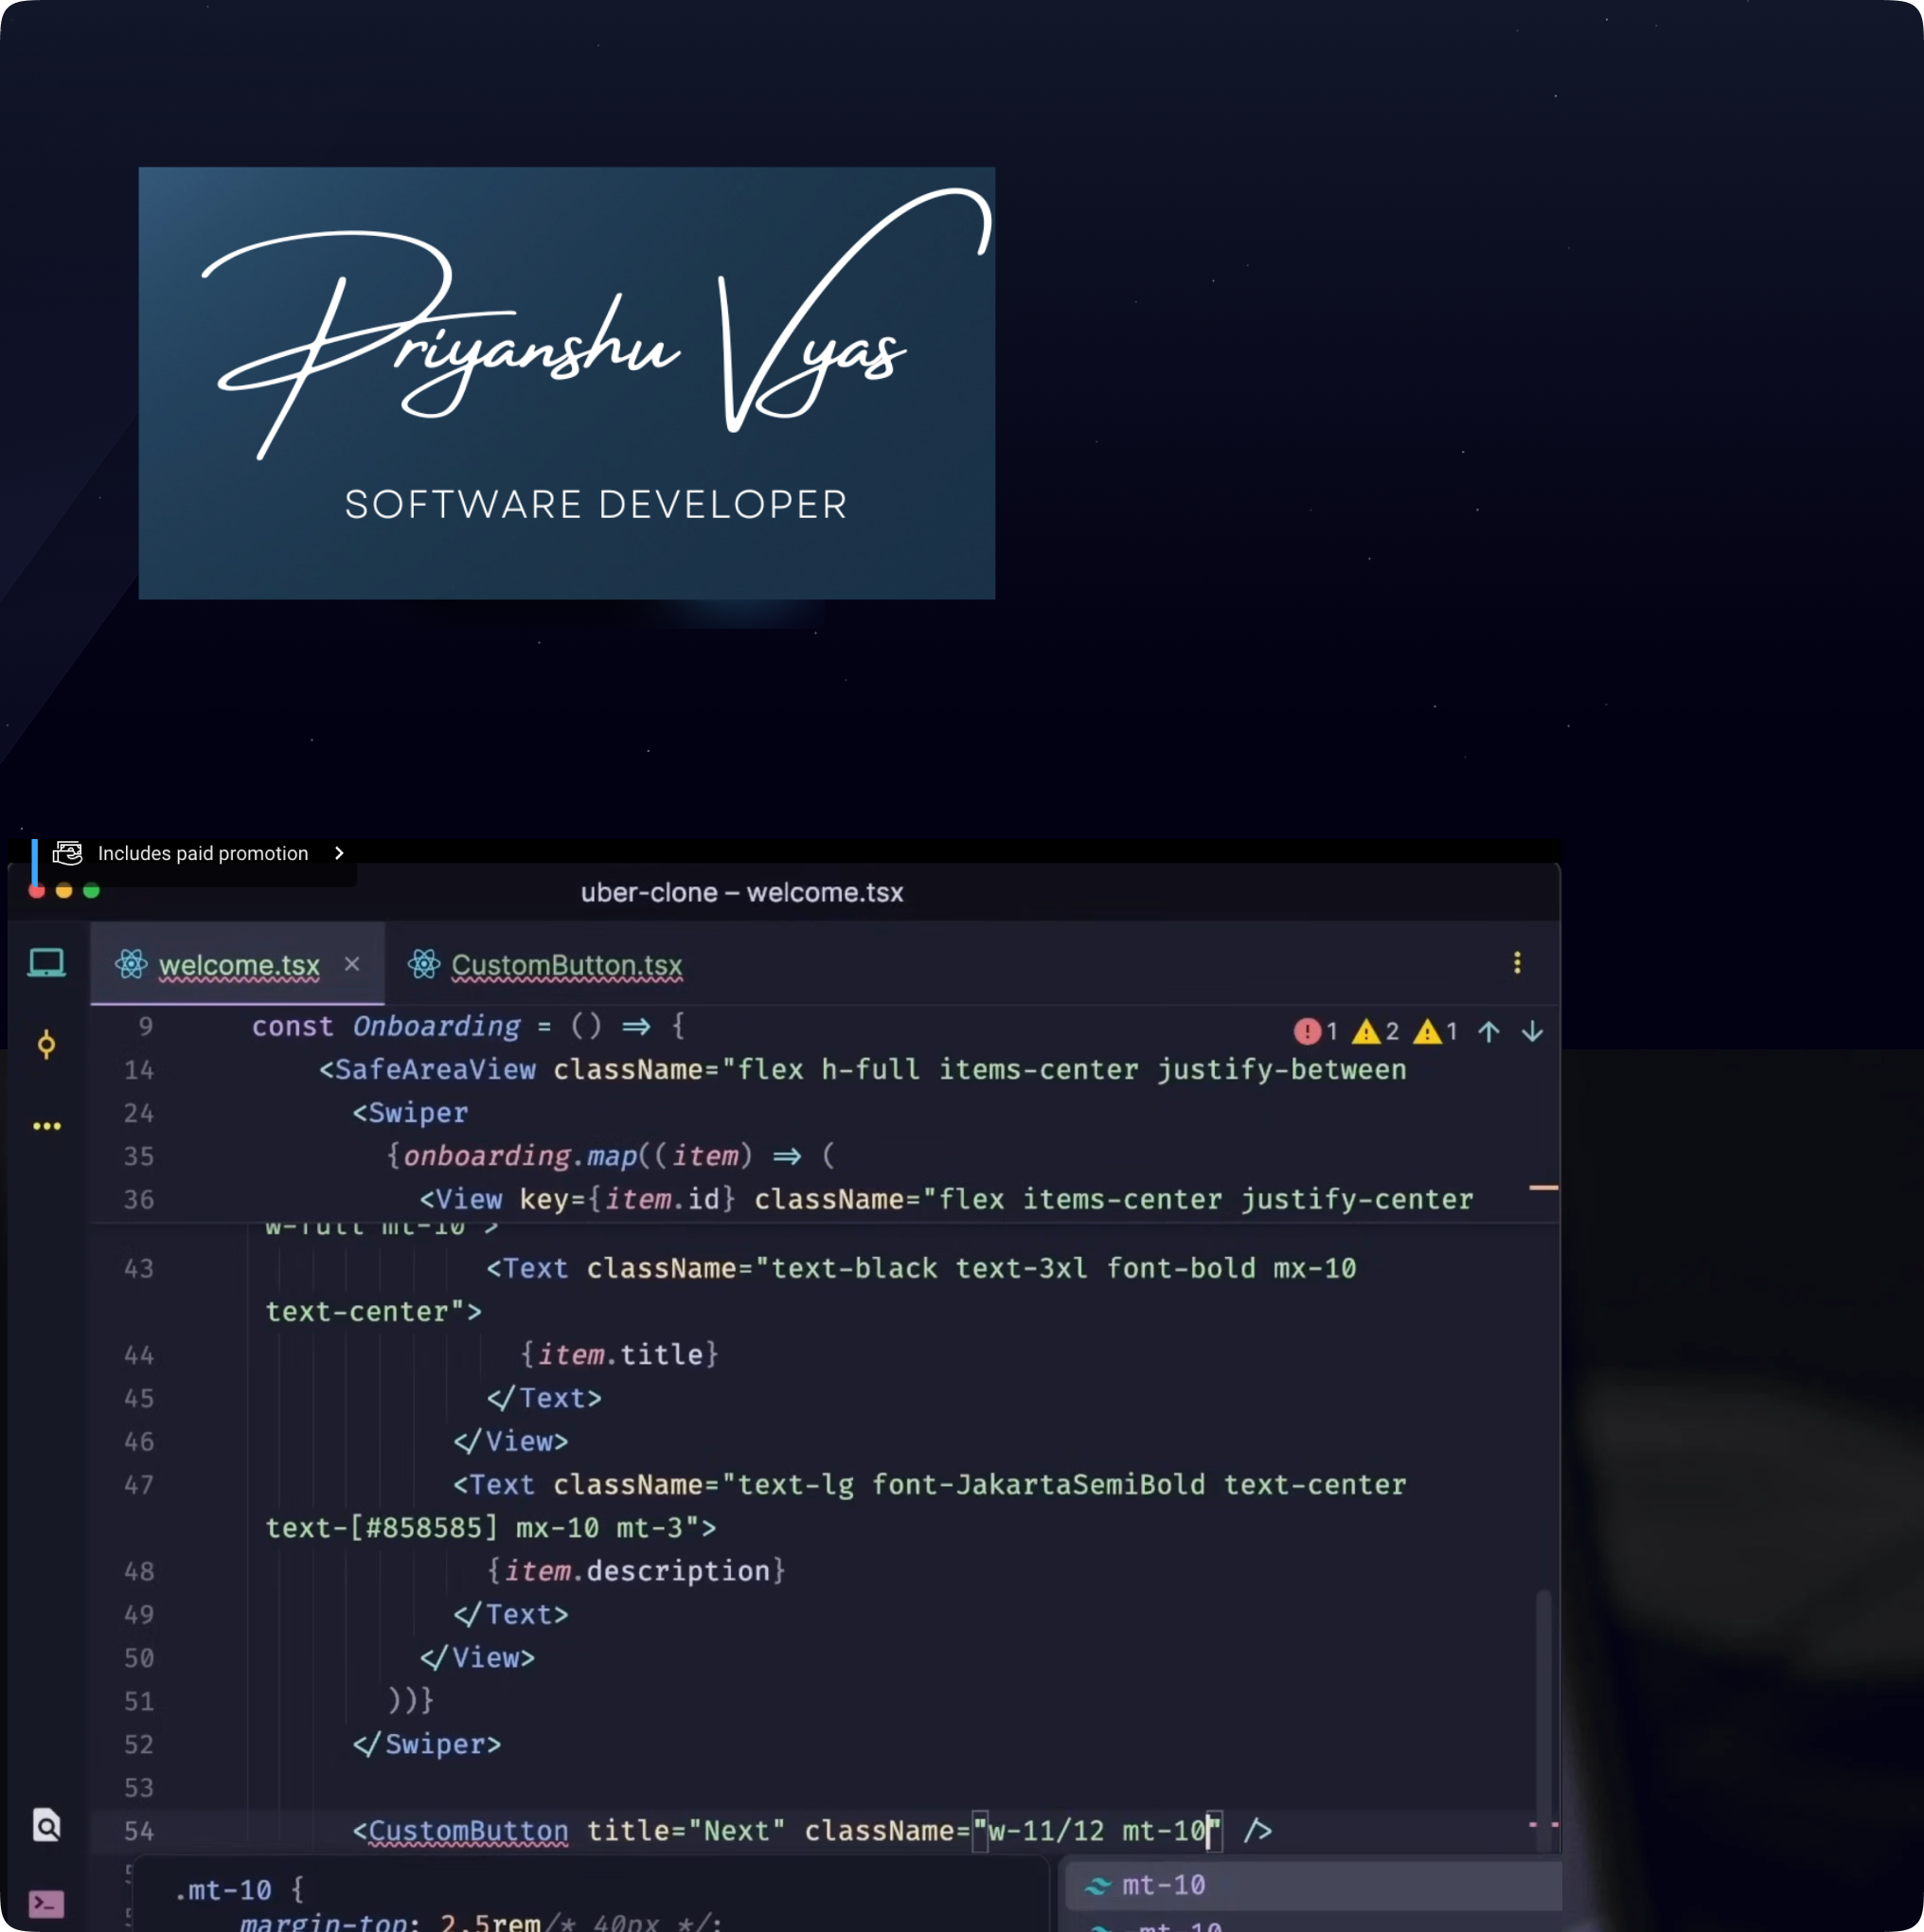 Priyanshu Vyas
SOFTWARE DEVELOPER
Includes paid promotion
uber-clone – welcome.tsx
welcome.tsx
CustomButton.tsx
9 const Onboarding = () => {
1 2 1
14 <SafeAreaView className="flex h-full items-center justify-between
24 <Swiper
35 {onboarding.map((item) => (
36 <View key={item.id} className="flex items-center justify-center
w-full mt-10">
43 <Text className="text-black text-3xl font-bold mx-10
text-center">
44 {item.title}
45 </Text>
46 </View>
47 <Text className="text-lg font-JakartaSemiBold text-center
text-[#858585] mx-10 mt-3">
48 {item.description}
49 </Text>
50 </View>
51 ))}
52 </Swiper>
53
54 <CustomButton title="Next" className="w-11/12 mt-10" />
.mt-10 {
margin-top: 2.5rem/* 40px */;
mt-10
-mt-10